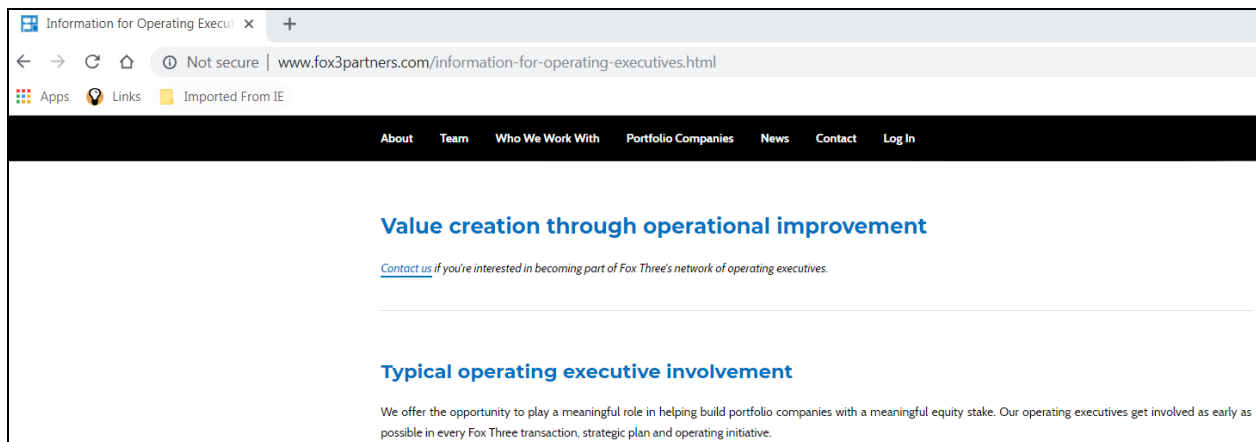 Information for Operating Execut
Not secure | www.fox3partners.com/information-for-operating-executives.html
Apps Links Imported From IE
About Team Who We Work With Portfolio Companies News Contact Log In
Value creation through operational improvement
Contact us if you're interested in becoming part of Fox Three's network of operating executives.
Typical operating executive involvement
We offer the opportunity to play a meaningful role in helping build portfolio companies with a meaningful equity stake. Our operating executives get involved as early as
possible in every Fox Three transaction, strategic plan and operating initiative.